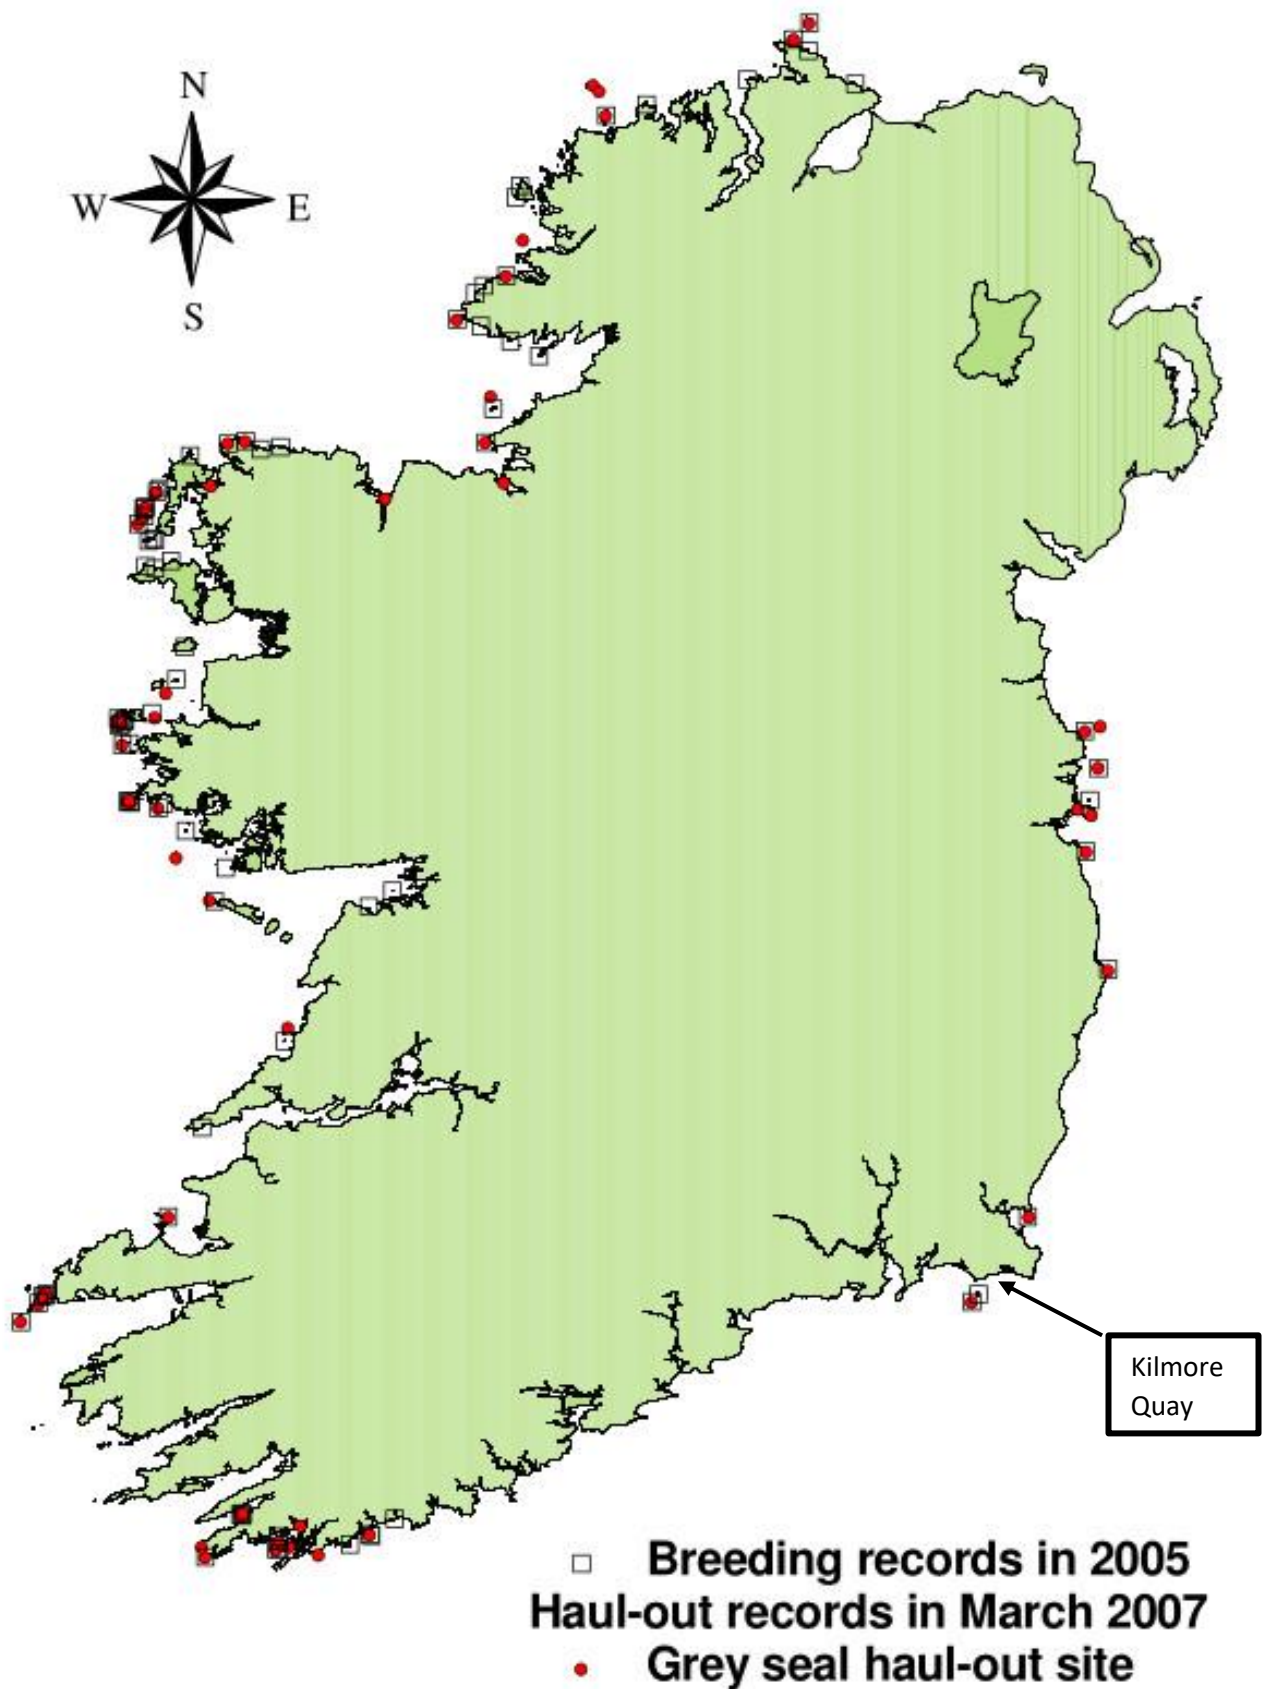 N
W
E
S
Kilmore
Quay
Breeding records in 2005
Haul-out records in March 2007
Grey seal haul-out site